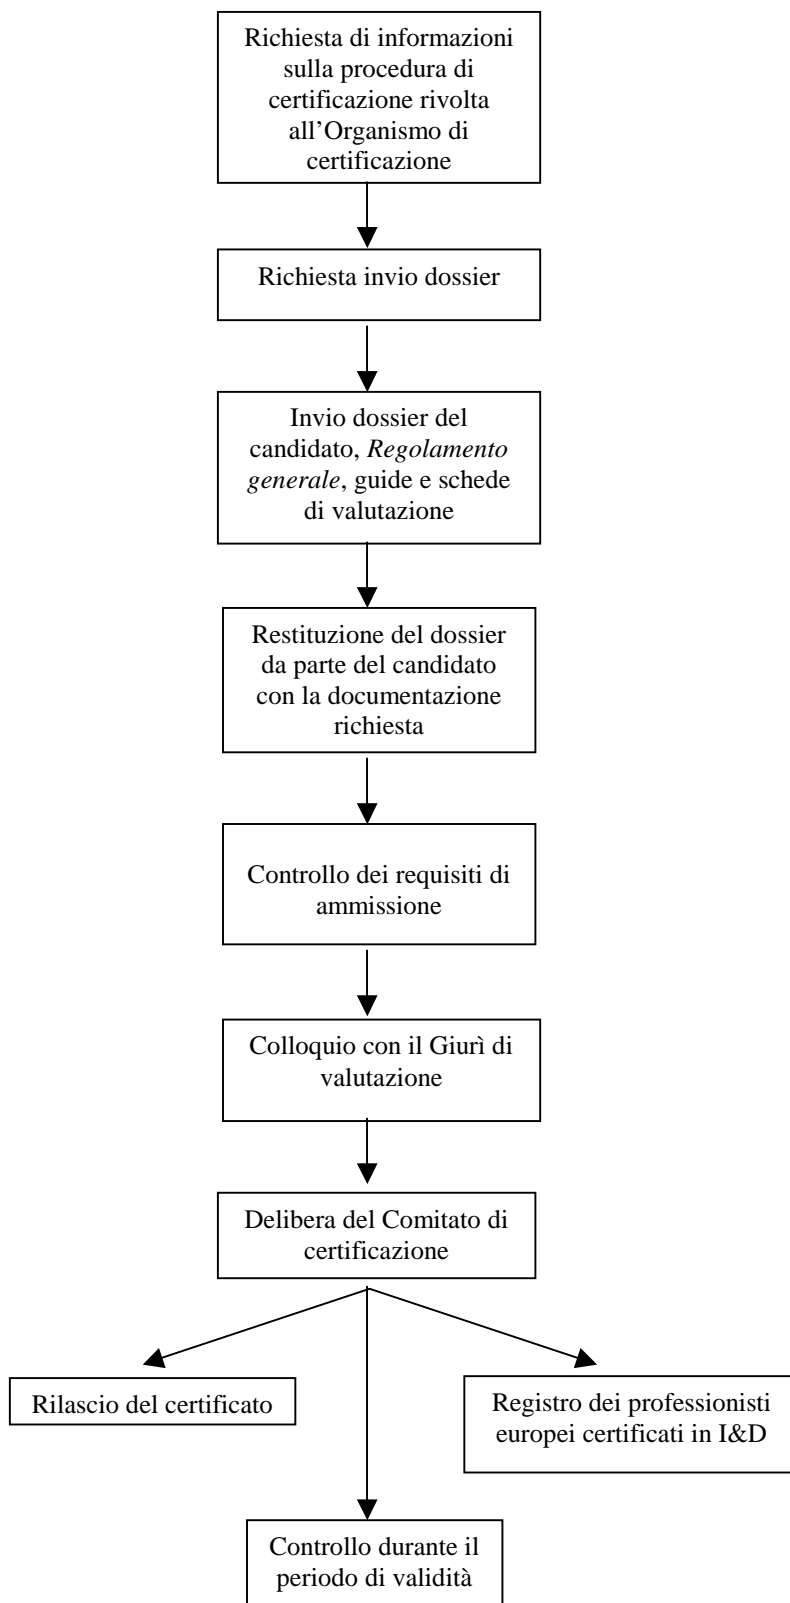 Richiesta di informazioni
sulla procedura di
certificazione rivolta
all’Organismo di
certificazione
Richiesta invio dossier
Invio dossier del
candidato, Regolamento
generale, guide e schede
di valutazione
Restituzione del dossier
da parte del candidato
con la documentazione
richiesta
Controllo dei requisiti di
ammissione
Colloquio con il Giurì di
valutazione
Delibera del Comitato di
certificazione
Rilascio del certificato
Registro dei professionisti
europei certificati in I&D
Controllo durante il
periodo di validità